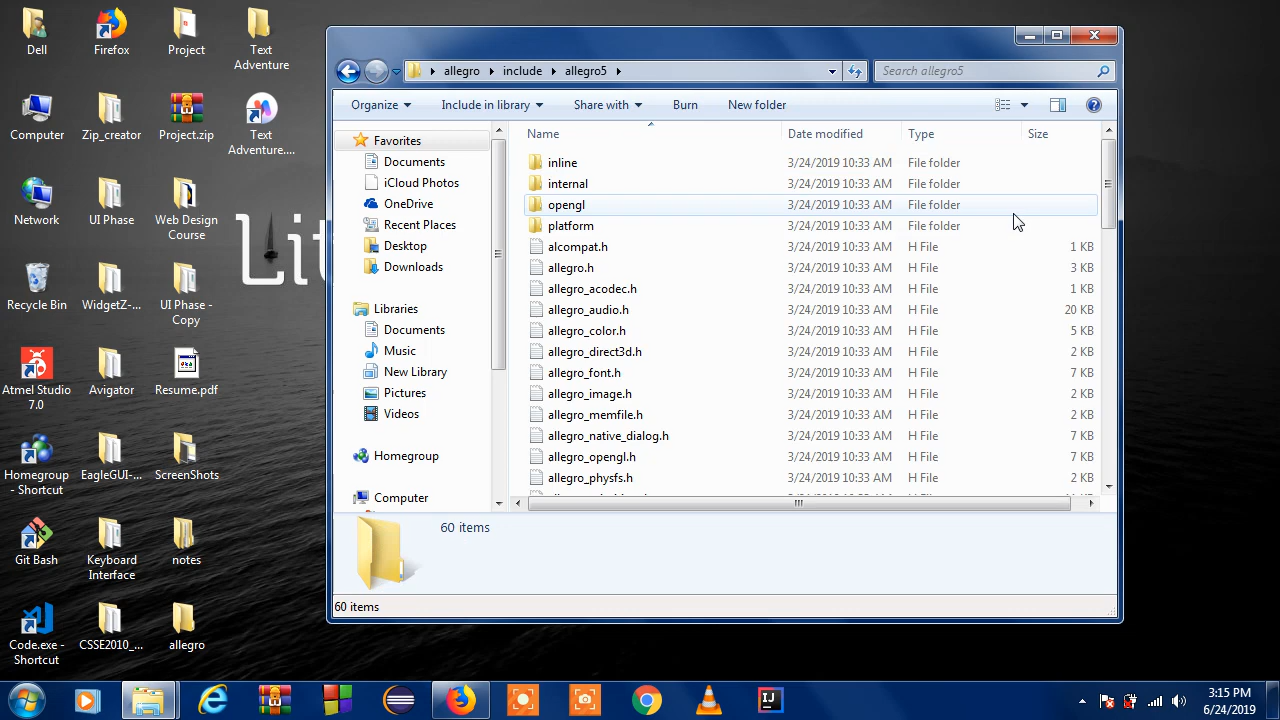 Dell
Firefox
Project
Text
Adventure
Computer
Zip_creator
Project.zip
Text
Adventure....
Network
UI Phase
Web Design
Course
Recycle Bin
WidgetZ-...
UI Phase -
Copy
Atmel Studio
7.0
Avigator
Resume.pdf
Homegroup
- Shortcut
EagleGUI-...
ScreenShots
Git Bash
Keyboard
Interface
notes
Code.exe -
Shortcut
CSSE2010_...
allegro
Lit
allegro include allegro5
Search allegro5
Organize Include in library Share with Burn New folder
Favorites
Documents
iCloud Photos
OneDrive
Recent Places
Desktop
Downloads
Libraries
Documents
Music
New Library
Pictures
Videos
Homegroup
Computer
Name Date modified Type Size
inline 3/24/2019 10:33 AM File folder
internal 3/24/2019 10:33 AM File folder
opengl 3/24/2019 10:33 AM File folder
platform 3/24/2019 10:33 AM File folder
alcompat.h 3/24/2019 10:33 AM H File 1 KB
allegro.h 3/24/2019 10:33 AM H File 3 KB
allegro_acodec.h 3/24/2019 10:33 AM H File 1 KB
allegro_audio.h 3/24/2019 10:33 AM H File 20 KB
allegro_color.h 3/24/2019 10:33 AM H File 5 KB
allegro_direct3d.h 3/24/2019 10:33 AM H File 2 KB
allegro_font.h 3/24/2019 10:33 AM H File 7 KB
allegro_image.h 3/24/2019 10:33 AM H File 2 KB
allegro_memfile.h 3/24/2019 10:33 AM H File 2 KB
allegro_native_dialog.h 3/24/2019 10:33 AM H File 7 KB
allegro_opengl.h 3/24/2019 10:33 AM H File 7 KB
allegro_physfs.h 3/24/2019 10:33 AM H File 2 KB
60 items
60 items
3:15 PM
6/24/2019